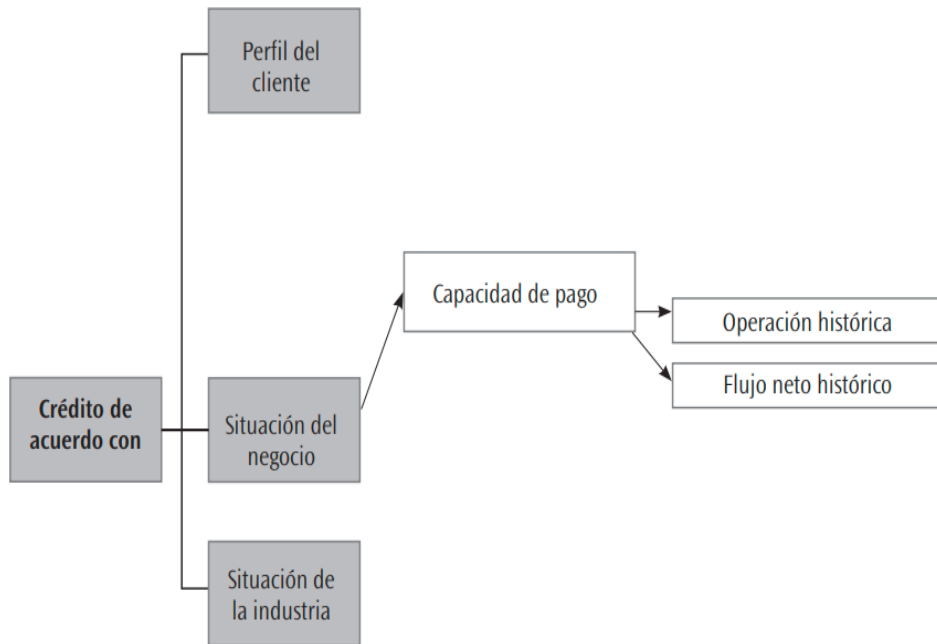 Perfil del
cliente
Capacidad de pago
Operación histórica
Flujo neto histórico
Crédito de
acuerdo con
Situación del
negocio
Situación de
la industria